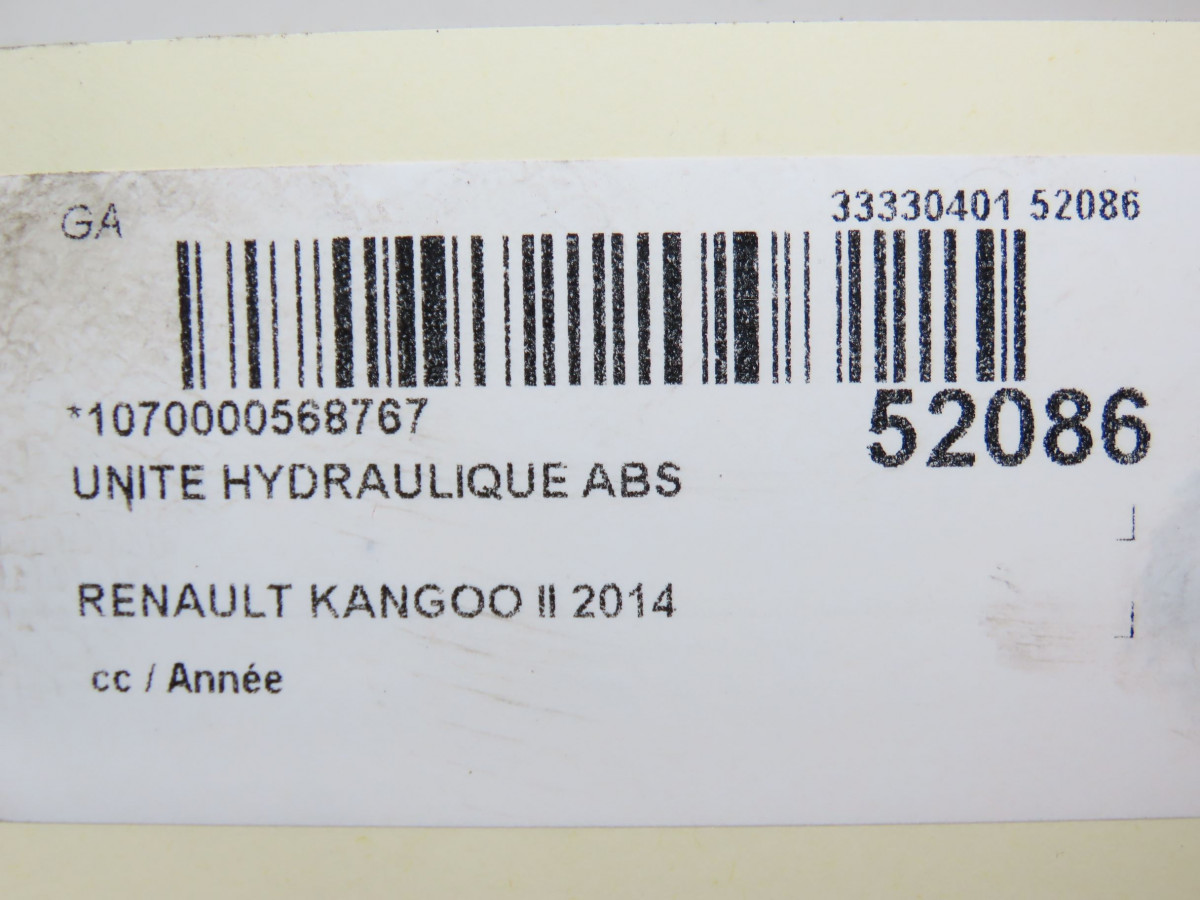 GA
33330401 52086
*1070000568767
52086
UNITE HYDRAULIQUE ABS
RENAULT KANGOO II 2014
cc / Année